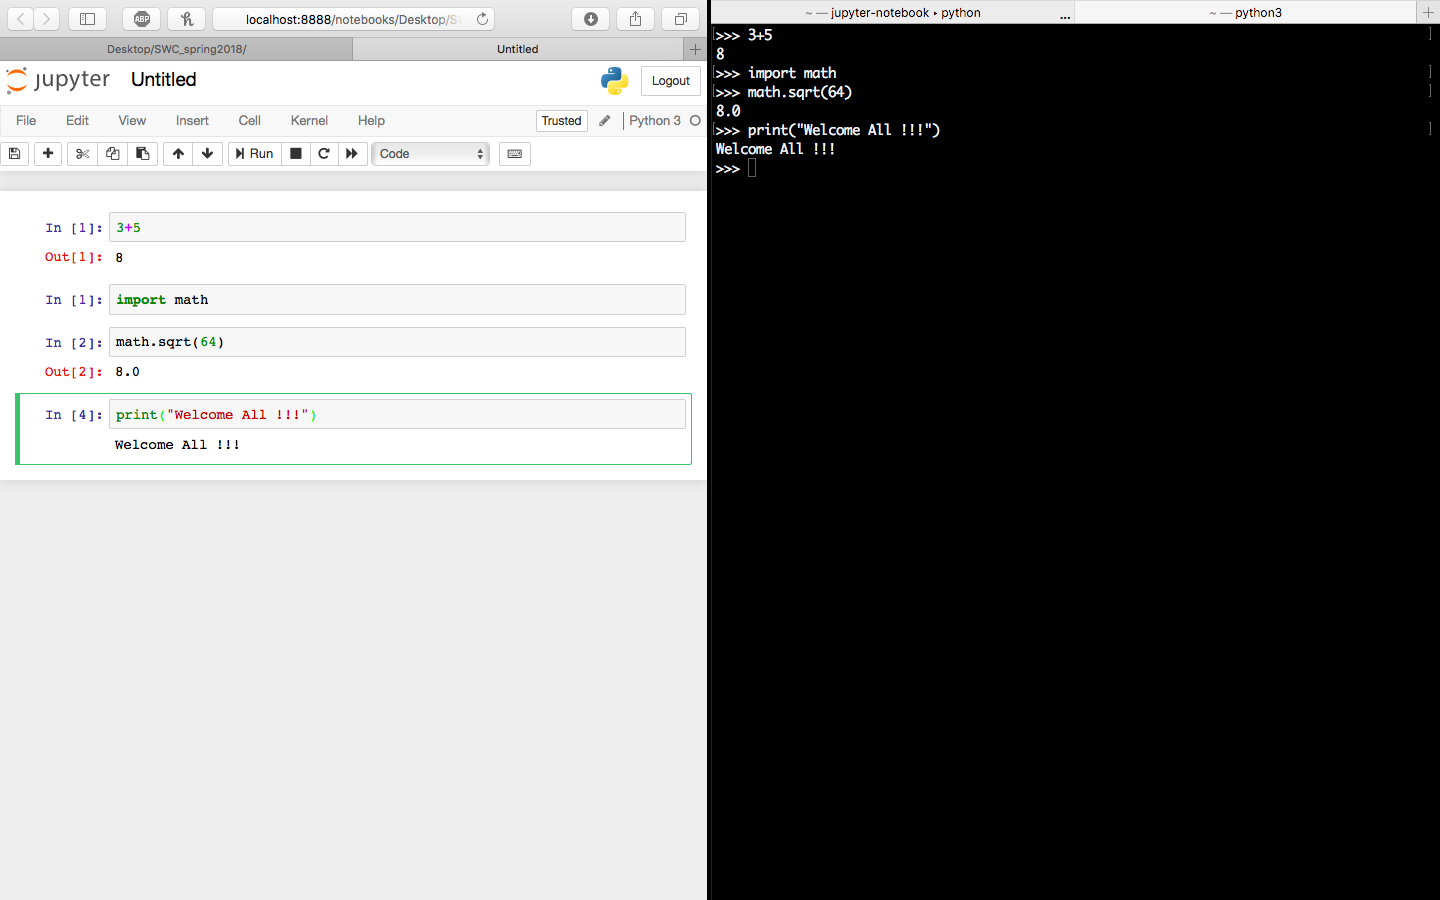 localhost:8888/notebooks/Desktop/S
Desktop/SWC_spring2018/
Untitled
jupyter Untitled
Logout
File Edit View Insert Cell Kernel Help
Trusted
Python 3
Run
Code
In [1]: 3+5
Out[1]: 8
In [1]: import math
In [2]: math.sqrt(64)
Out[2]: 8.0
In [4]: print("Welcome All !!!")
Welcome All !!!
~ — jupyter-notebook ▸ python ...
~ — python3
>>> 3+5
8
>>> import math
>>> math.sqrt(64)
8.0
>>> print("Welcome All !!!")
Welcome All !!!
>>>
ABP